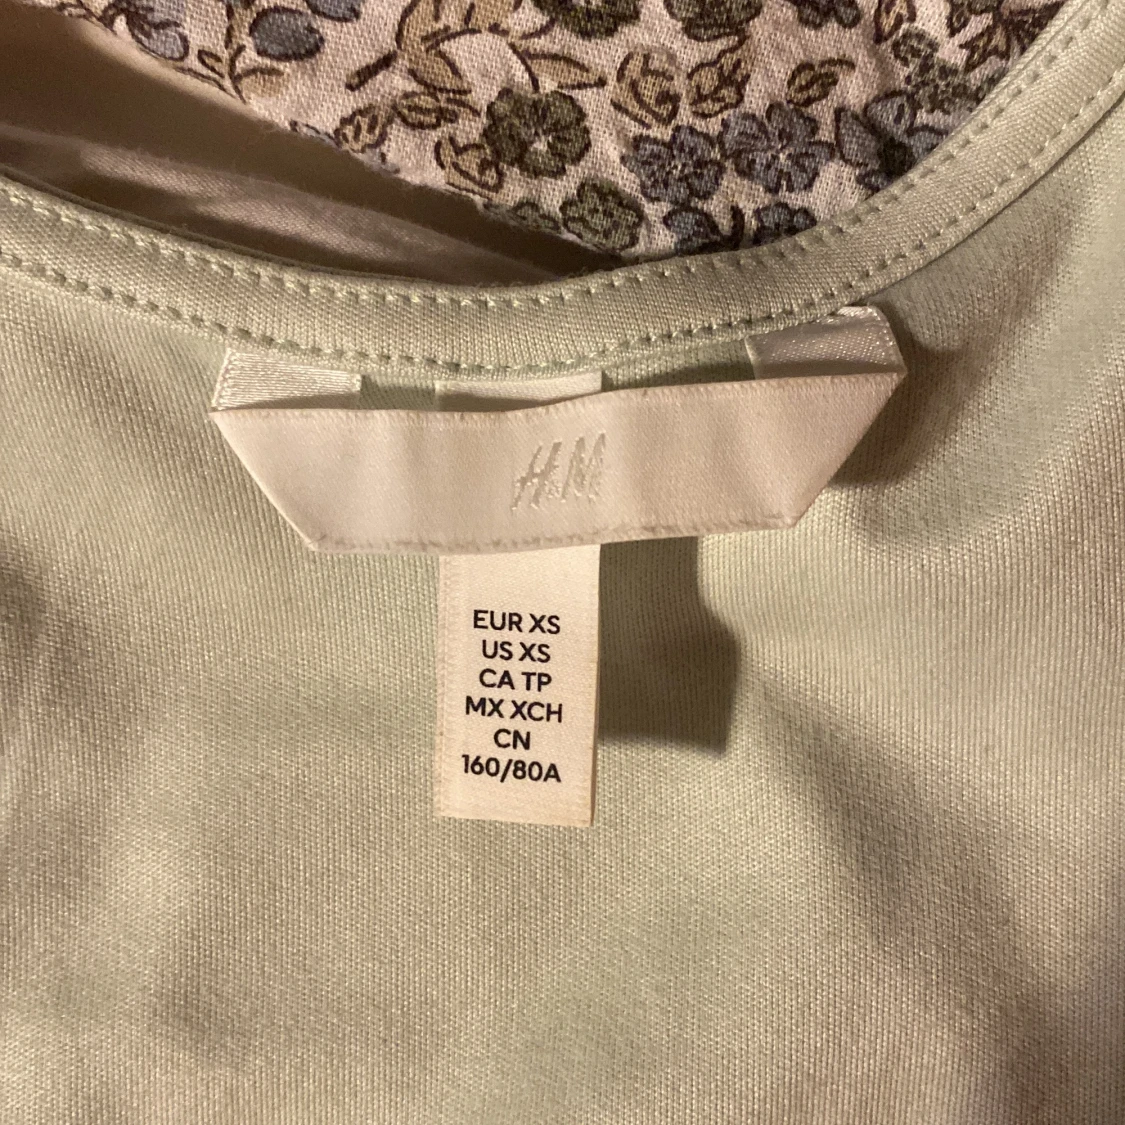 H&M
EUR XS
US XS
CA TP
MX XCH
CN
160/80A